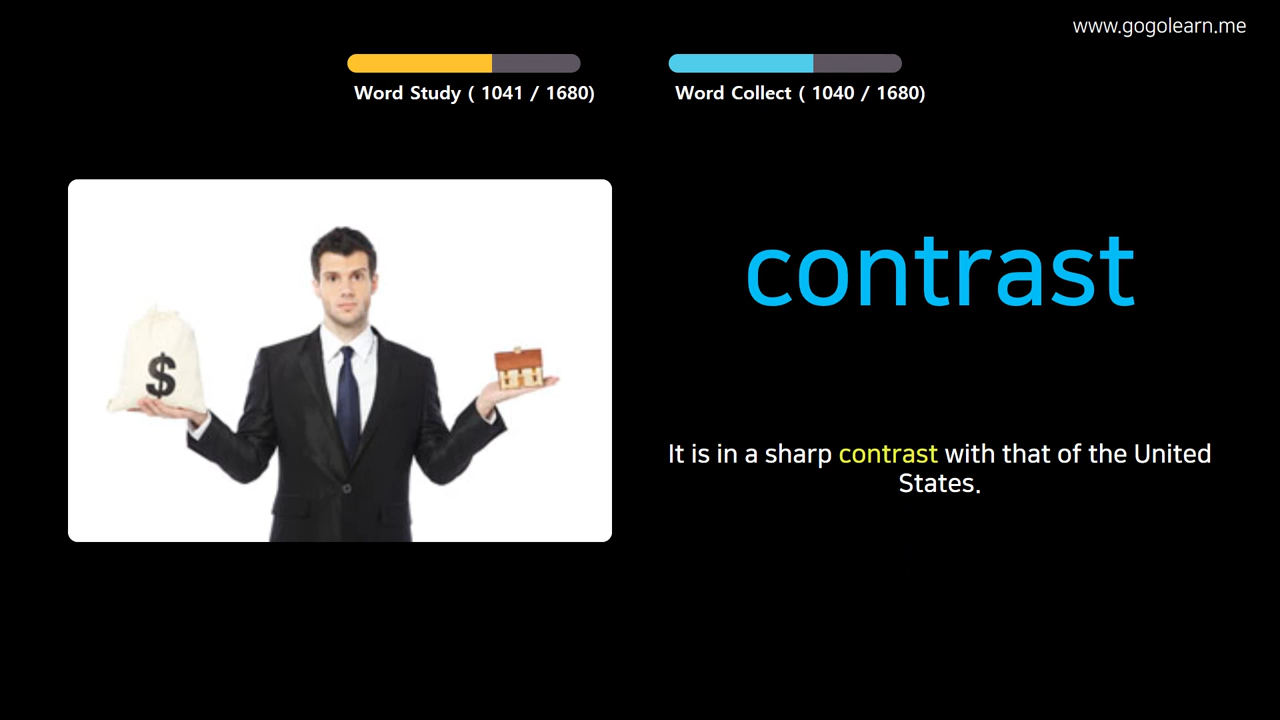 www.gogolearn.me
Word Study ( 1041 / 1680)
Word Collect ( 1040 / 1680)
$
contrast
It is in a sharp contrast with that of the United
States.